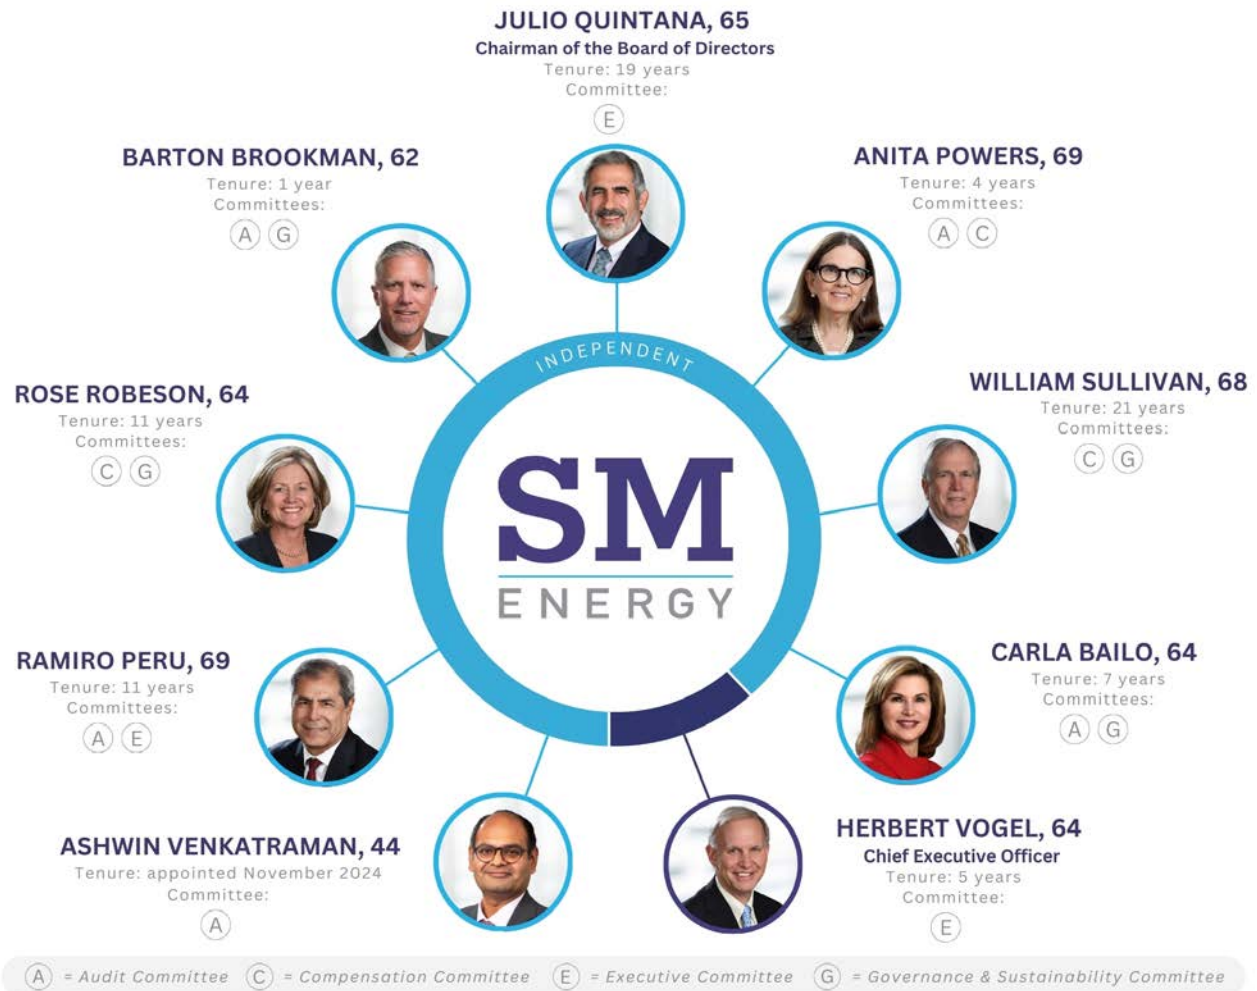 JULIO QUINTANA, 65
Chairman of the Board of Directors
Tenure: 19 years
Committee:
E
BARTON BROOKMAN, 62
Tenure: 1 year
Committees:
A G
ANITA POWERS, 69
Tenure: 4 years
Committees:
A C
INDEPENDENT
ROSE ROBESON, 64
Tenure: 11 years
Committees:
C G
WILLIAM SULLIVAN, 68
Tenure: 21 years
Committees:
C G
SM
ENERGY
RAMIRO PERU, 69
Tenure: 11 years
Committees:
A E
CARLA BAILO, 64
Tenure: 7 years
Committees:
A G
ASHWIN VENKATRAMAN, 44
Tenure: appointed November 2024
Committee:
A
HERBERT VOGEL, 64
Chief Executive Officer
Tenure: 5 years
Committee:
E
A = Audit Committee C = Compensation Committee E = Executive Committee G = Governance & Sustainability Committee